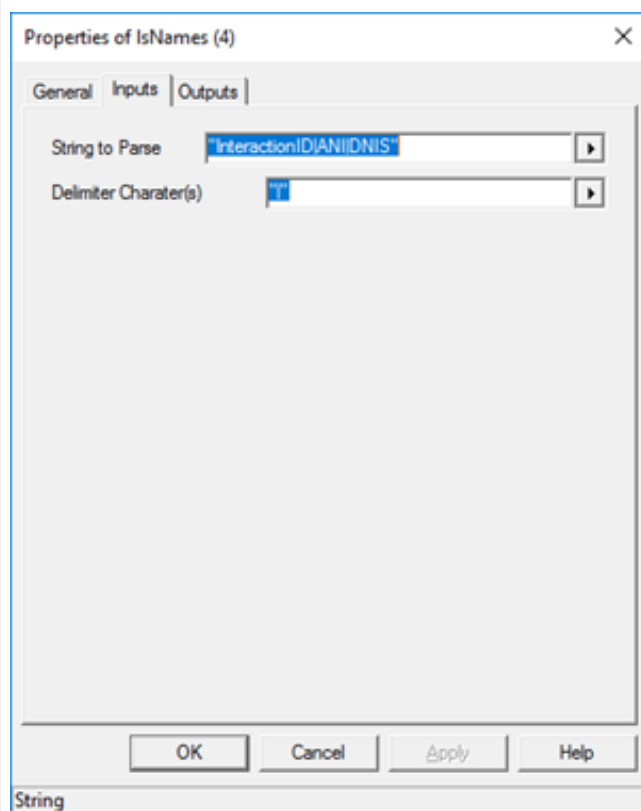 Properties of IsNames (4)
General Inputs Outputs
String to Parse "InteractionID|ANI|DNIS"
Delimiter Charater(s) "|"
OK Cancel Apply Help
String